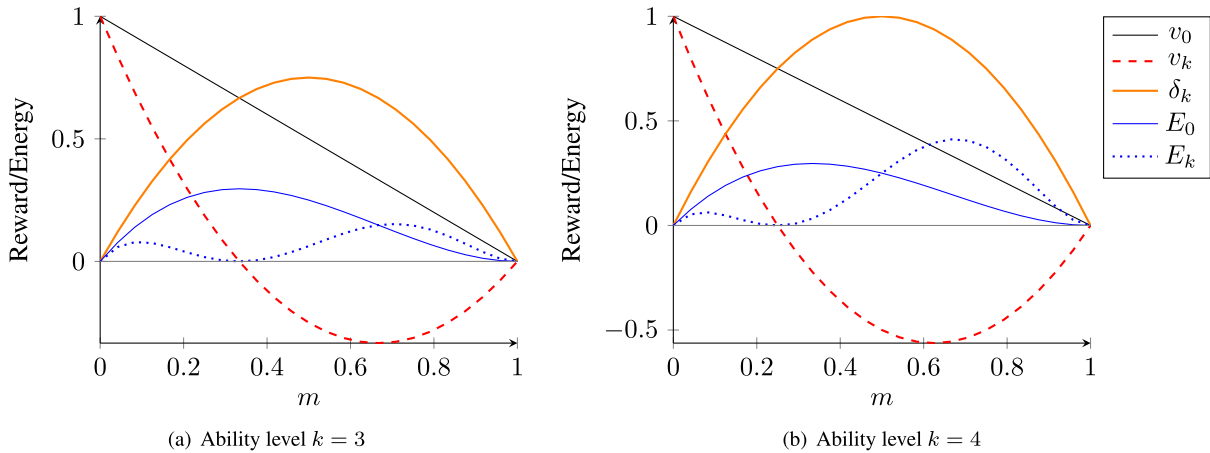 1
0.5
0
Reward/Energy
0 0.2 0.4 0.6 0.8 1
m
(a) Ability level k = 3
1
0.5
0
−0.5
Reward/Energy
0 0.2 0.4 0.6 0.8 1
m
(b) Ability level k = 4
v₀
vₖ
δₖ
E₀
Eₖ